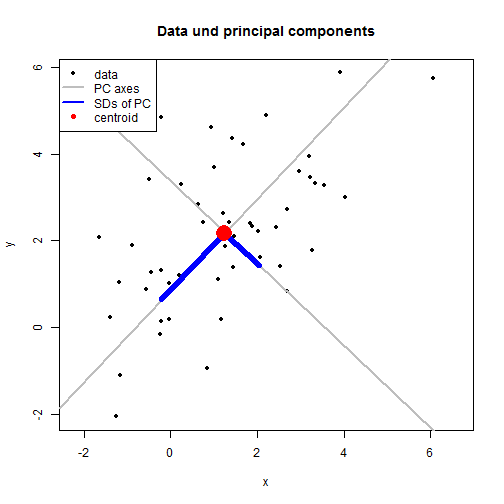 Data und principal components
data
PC axes
SDs of PC
centroid
6
4
2
0
-2
y
-2
0
2
4
6
x